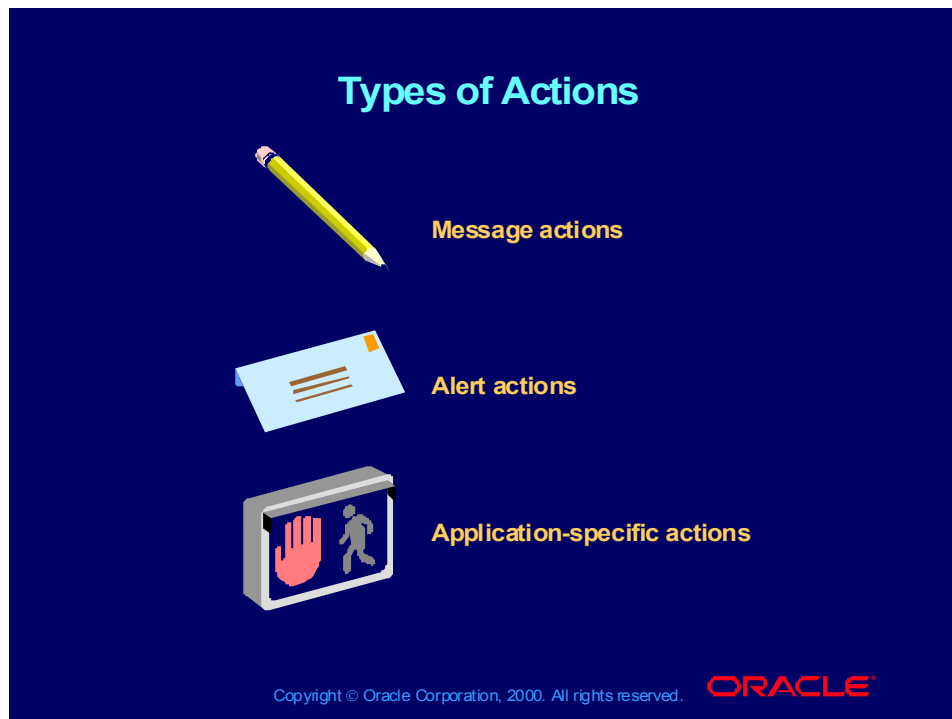 Types of Actions
Message actions
Alert actions
Application-specific actions
Copyright © Oracle Corporation, 2000. All rights reserved.
ORACLE®